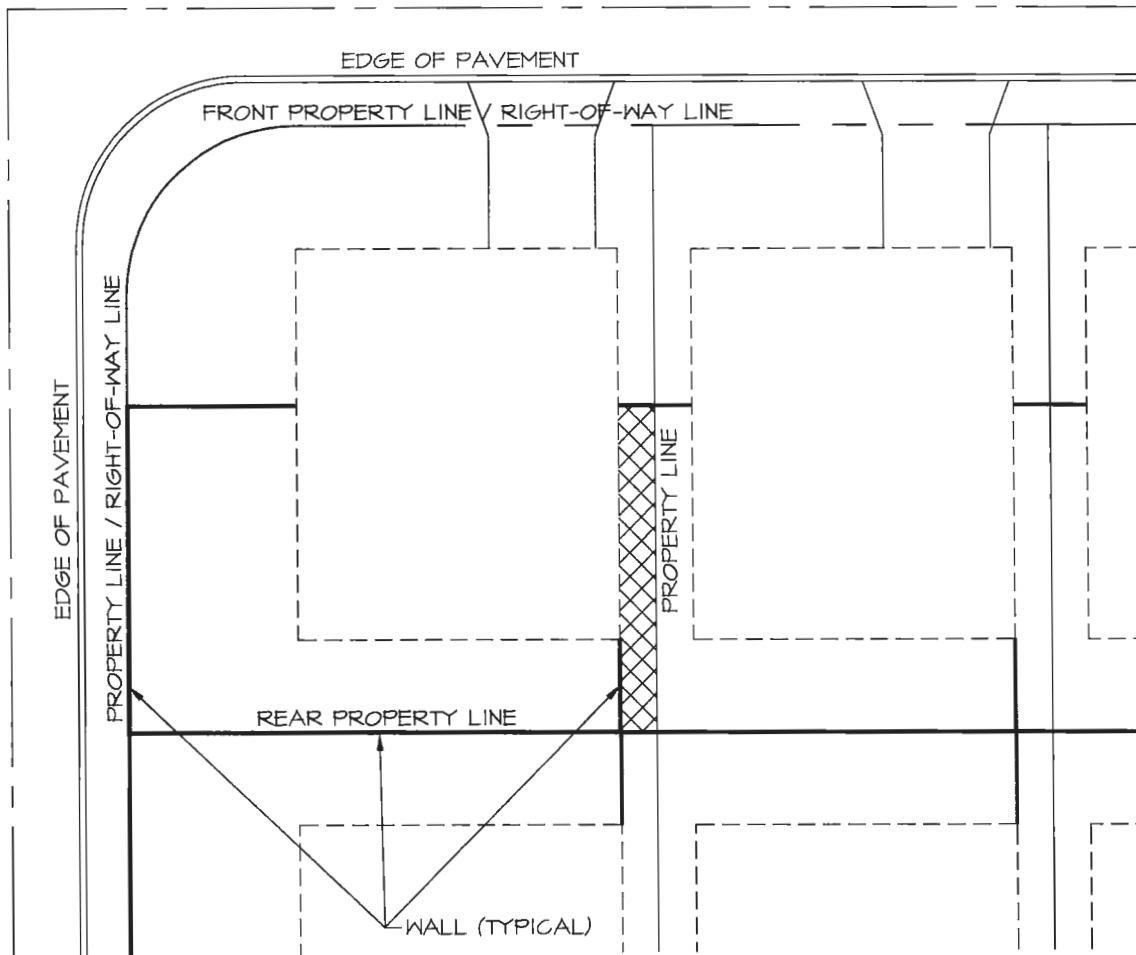 EDGE OF PAVEMENT
FRONT PROPERTY LINE / RIGHT-OF-WAY LINE
PROPERTY LINE / RIGHT-OF-WAY LINE
EDGE OF PAVEMENT
PROPERTY LINE
REAR PROPERTY LINE
WALL (TYPICAL)